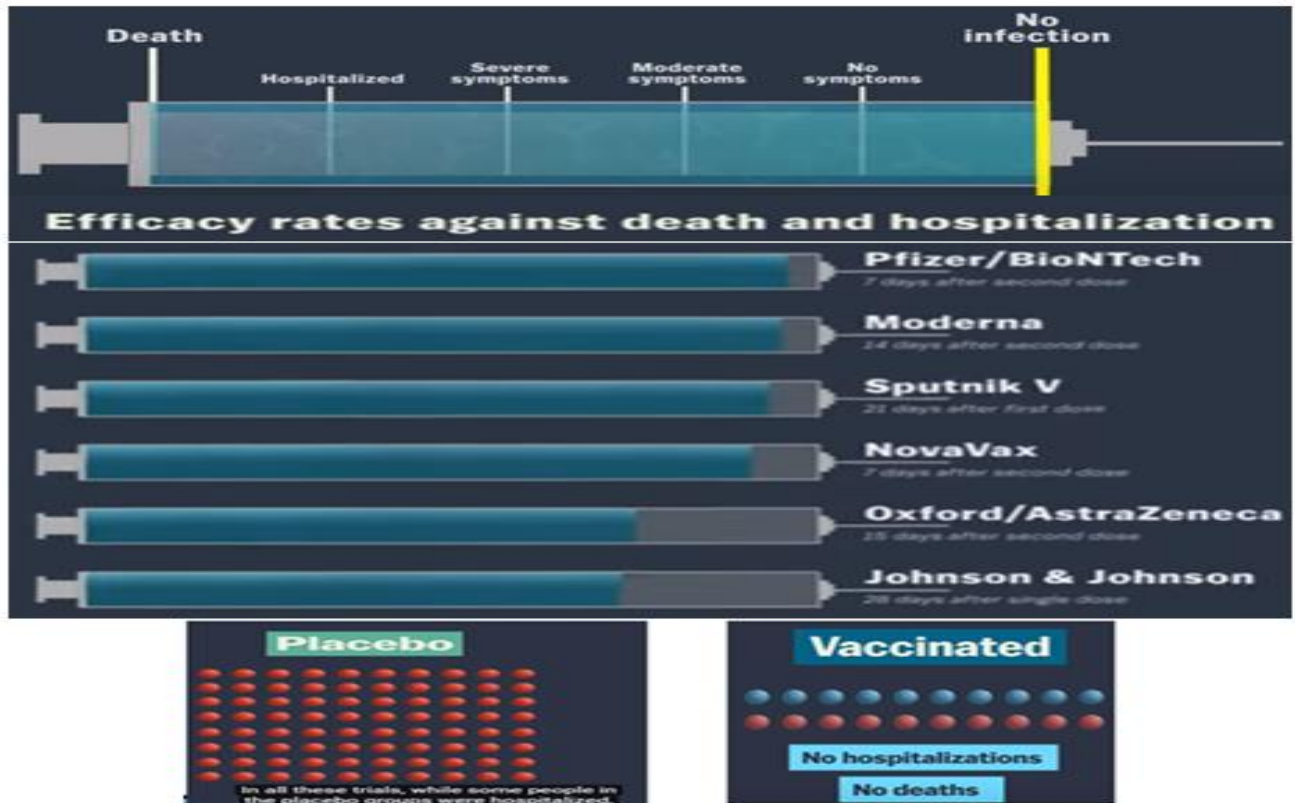 Death
No
infection
Hospitalized
Severe
symptoms
Moderate
symptoms
No
symptoms
Efficacy rates against death and hospitalization
Pfizer/BioNTech
7 days after second dose
Moderna
14 days after second dose
Sputnik V
21 days after first dose
NovaVax
7 days after second dose
Oxford/AstraZeneca
15 days after second dose
Johnson & Johnson
28 days after single dose
Placebo
In all these trials, while some people in
the placebo groups were hospitalized,
Vaccinated
No hospitalizations
No deaths